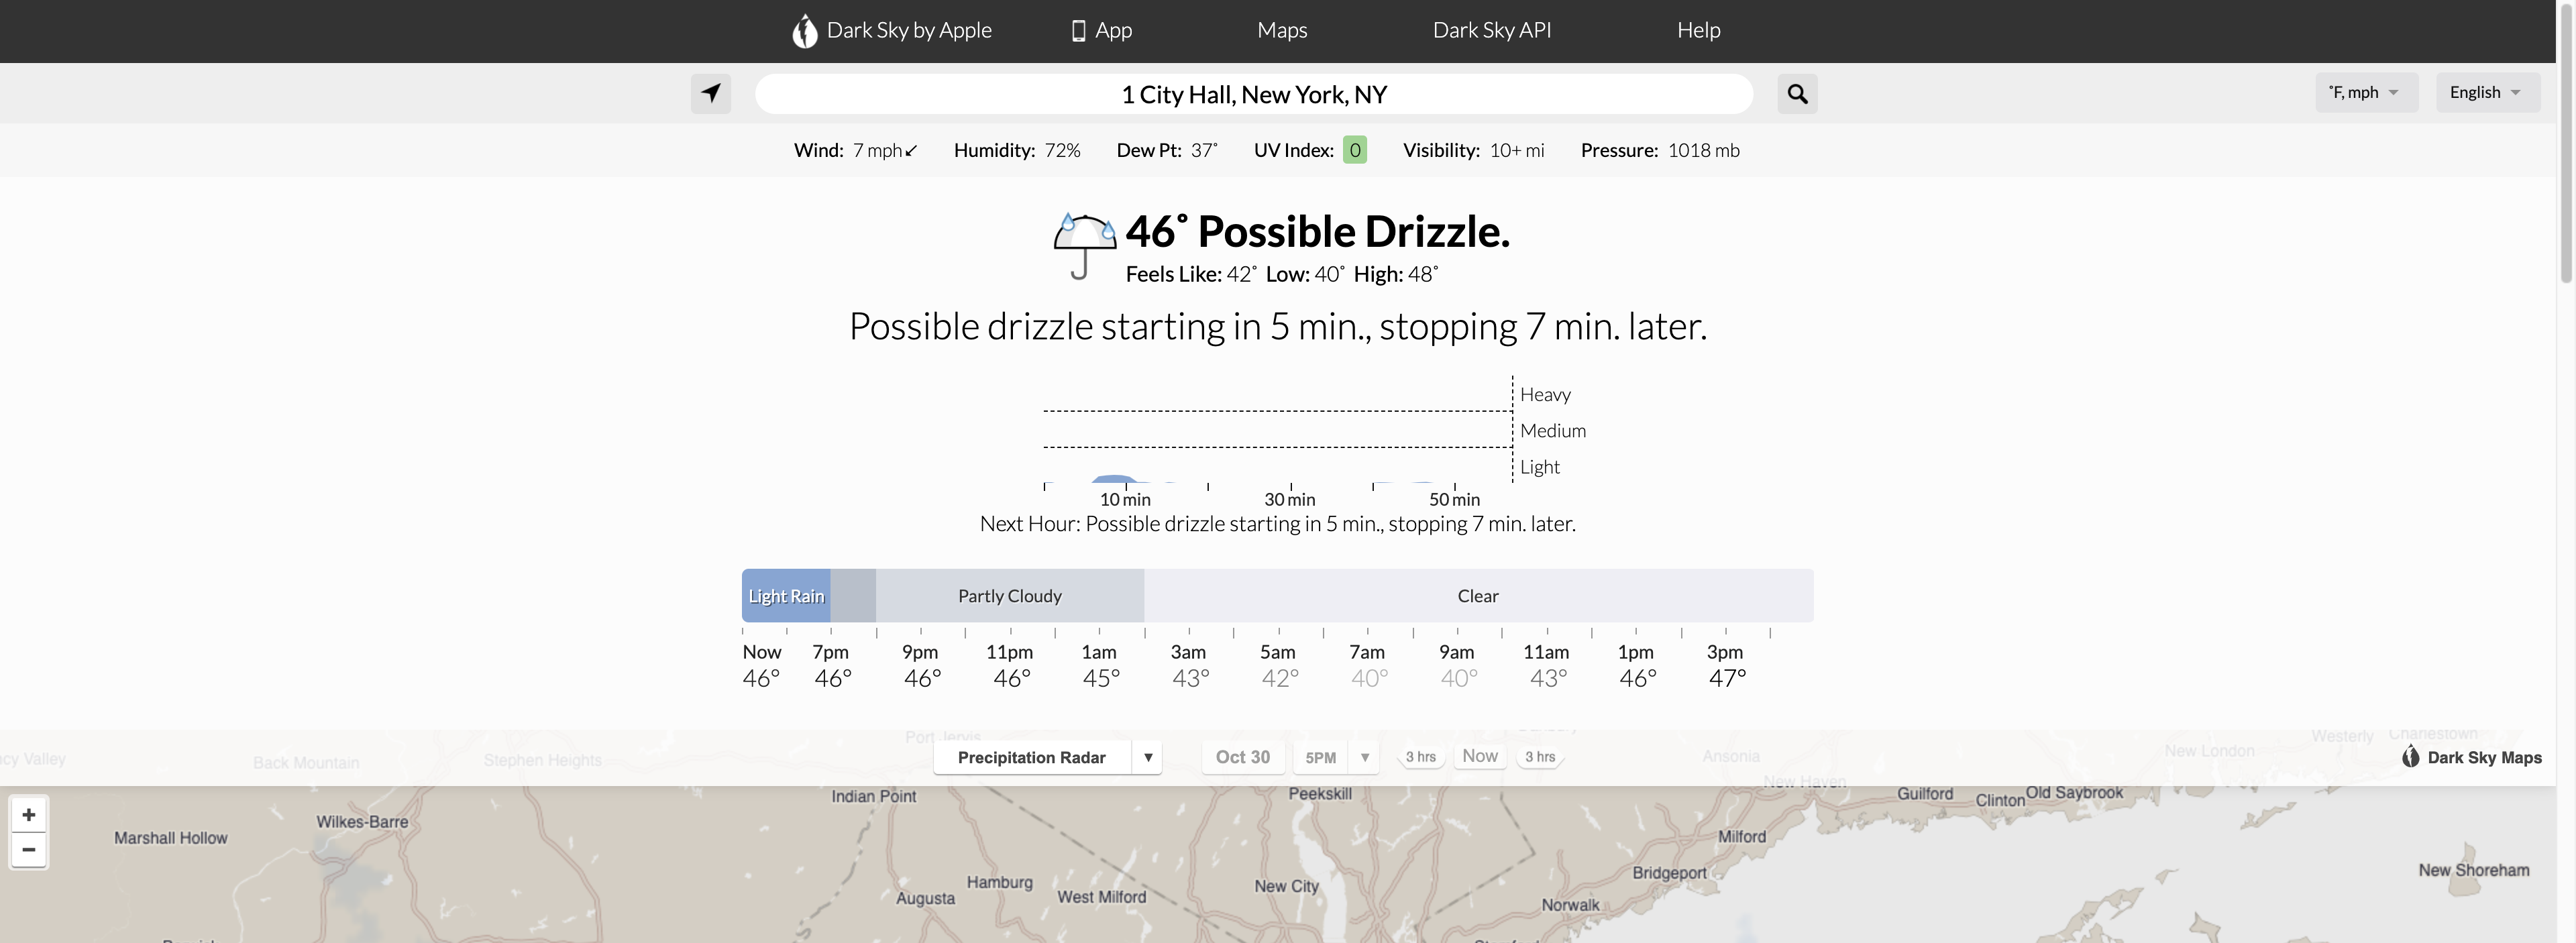 Dark Sky by Apple App Maps Dark Sky API Help
1 City Hall, New York, NY
˚F, mph English
Wind: 7 mph Humidity: 72% Dew Pt: 37˚ UV Index: 0 Visibility: 10+ mi Pressure: 1018 mb
46˚ Possible Drizzle.
Feels Like: 42˚ Low: 40˚ High: 48˚
Possible drizzle starting in 5 min., stopping 7 min. later.
Heavy
Medium
Light
10 min 30 min 50 min
Next Hour: Possible drizzle starting in 5 min., stopping 7 min. later.
Light Rain Partly Cloudy Clear
Now 7pm 9pm 11pm 1am 3am 5am 7am 9am 11am 1pm 3pm
46° 46° 46° 46° 45° 43° 42° 40° 40° 43° 46° 47°
Port Jervis Westerly Charlestown
Valley Back Mountain Stephen Heights Precipitation Radar ▼ Oct 30 5PM ▼ 3 hrs Now 3 hrs Ansonia New London Dark Sky Maps
New Haven
Indian Point Peekskill Guilford Clinton Old Saybrook
+
−
Marshall Hollow Wilkes-Barre Milford
Augusta Hamburg West Milford New City Bridgeport New Shoreham
Norwalk